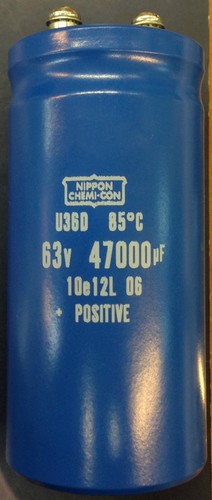 NIPPON
CHEMI-CON
U36D 85°C
63v 47000µF
10e12L 06
+ POSITIVE